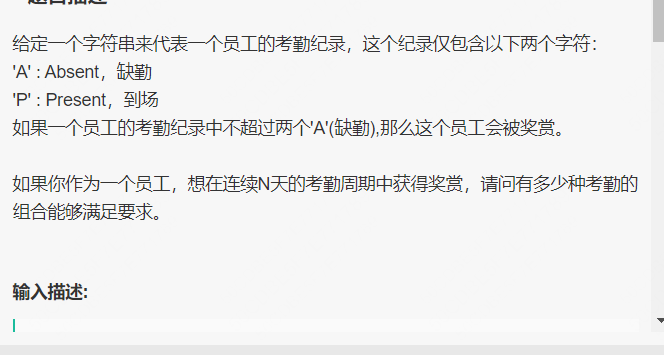 题目描述
给定一个字符串来代表一个员工的考勤纪录，这个纪录仅包含以下两个字符：
'A' : Absent，缺勤
'P' : Present，到场
如果一个员工的考勤纪录中不超过两个'A'(缺勤),那么这个员工会被奖赏。
如果你作为一个员工，想在连续N天的考勤周期中获得奖赏，请问有多少种考勤的
组合能够满足要求。
输入描述: